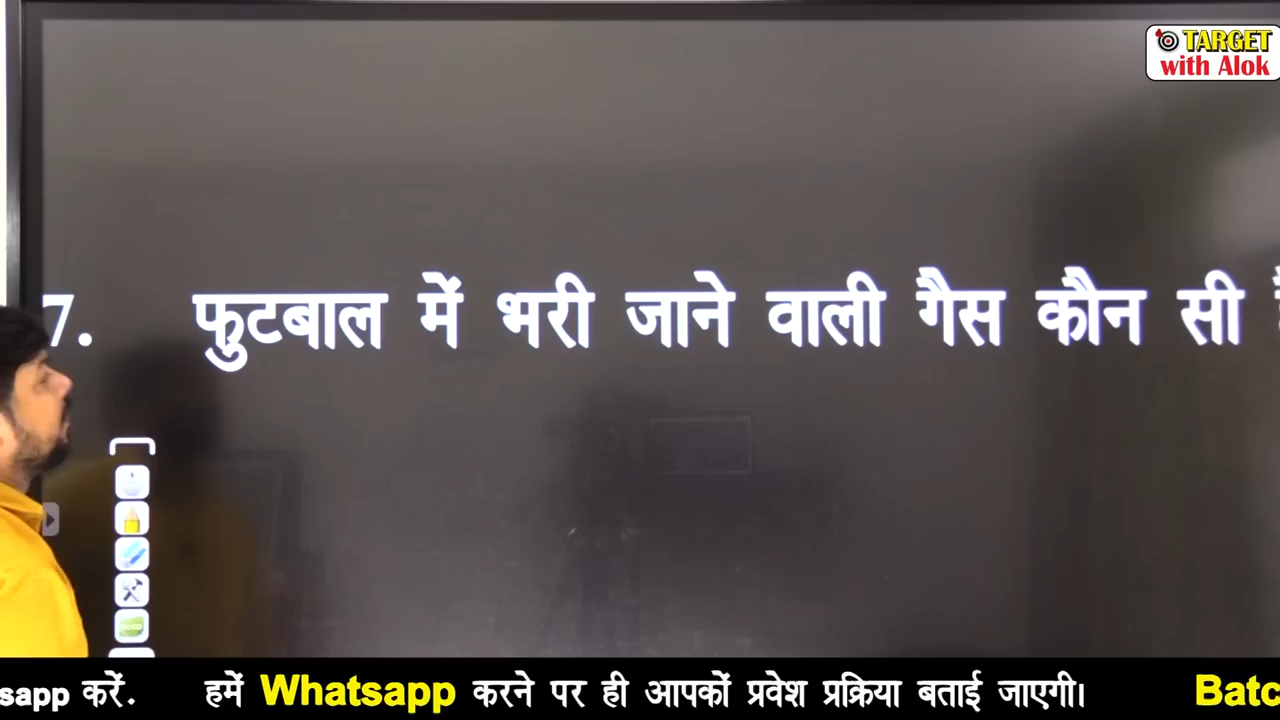 TARGET
with Alok
7. फुटबाल में भरी जाने वाली गैस कौन सी
sapp करें. हमें Whatsapp करने पर ही आपकों प्रवेश प्रक्रिया बताई जाएगी। Batc